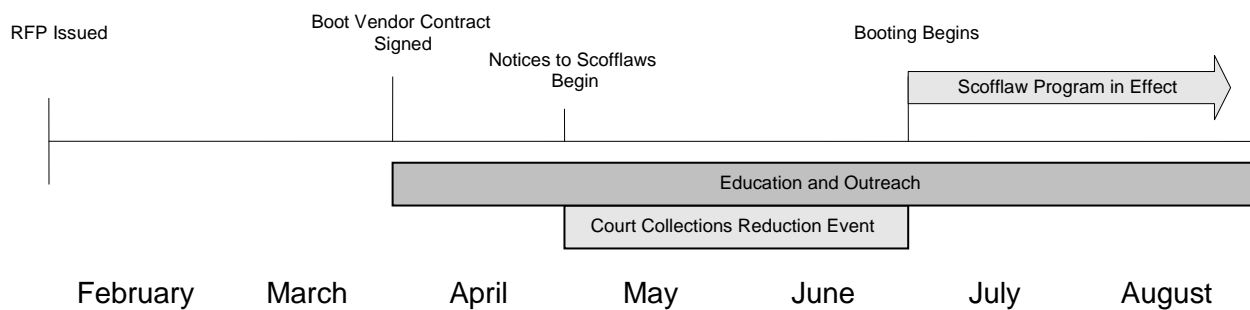 RFP Issued
Boot Vendor Contract
Signed
Notices to Scofflaws
Begin
Booting Begins
Scofflaw Program in Effect
Education and Outreach
Court Collections Reduction Event
February March April May June July August